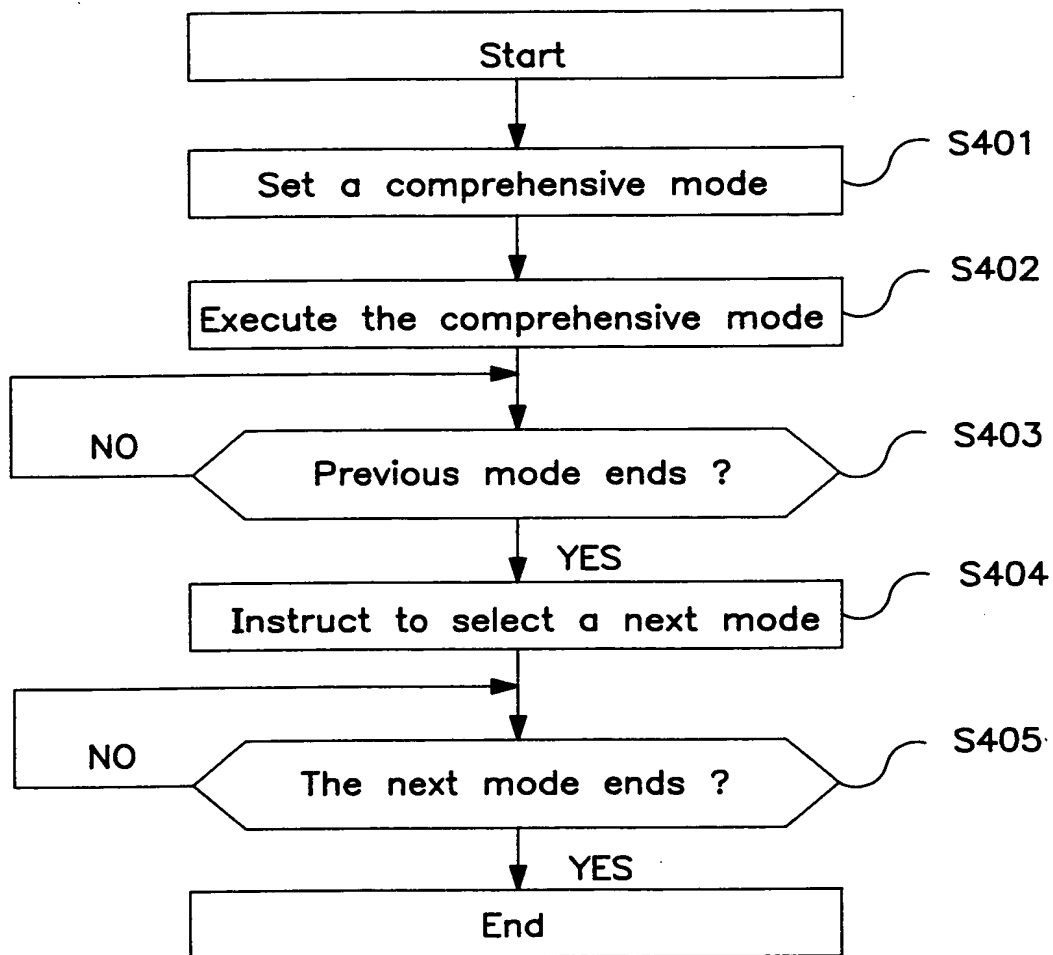 Start
Set a comprehensive mode
S401
Execute the comprehensive mode
S402
NO
Previous mode ends ?
S403
YES
Instruct to select a next mode
S404
NO
The next mode ends ?
S405
YES
End